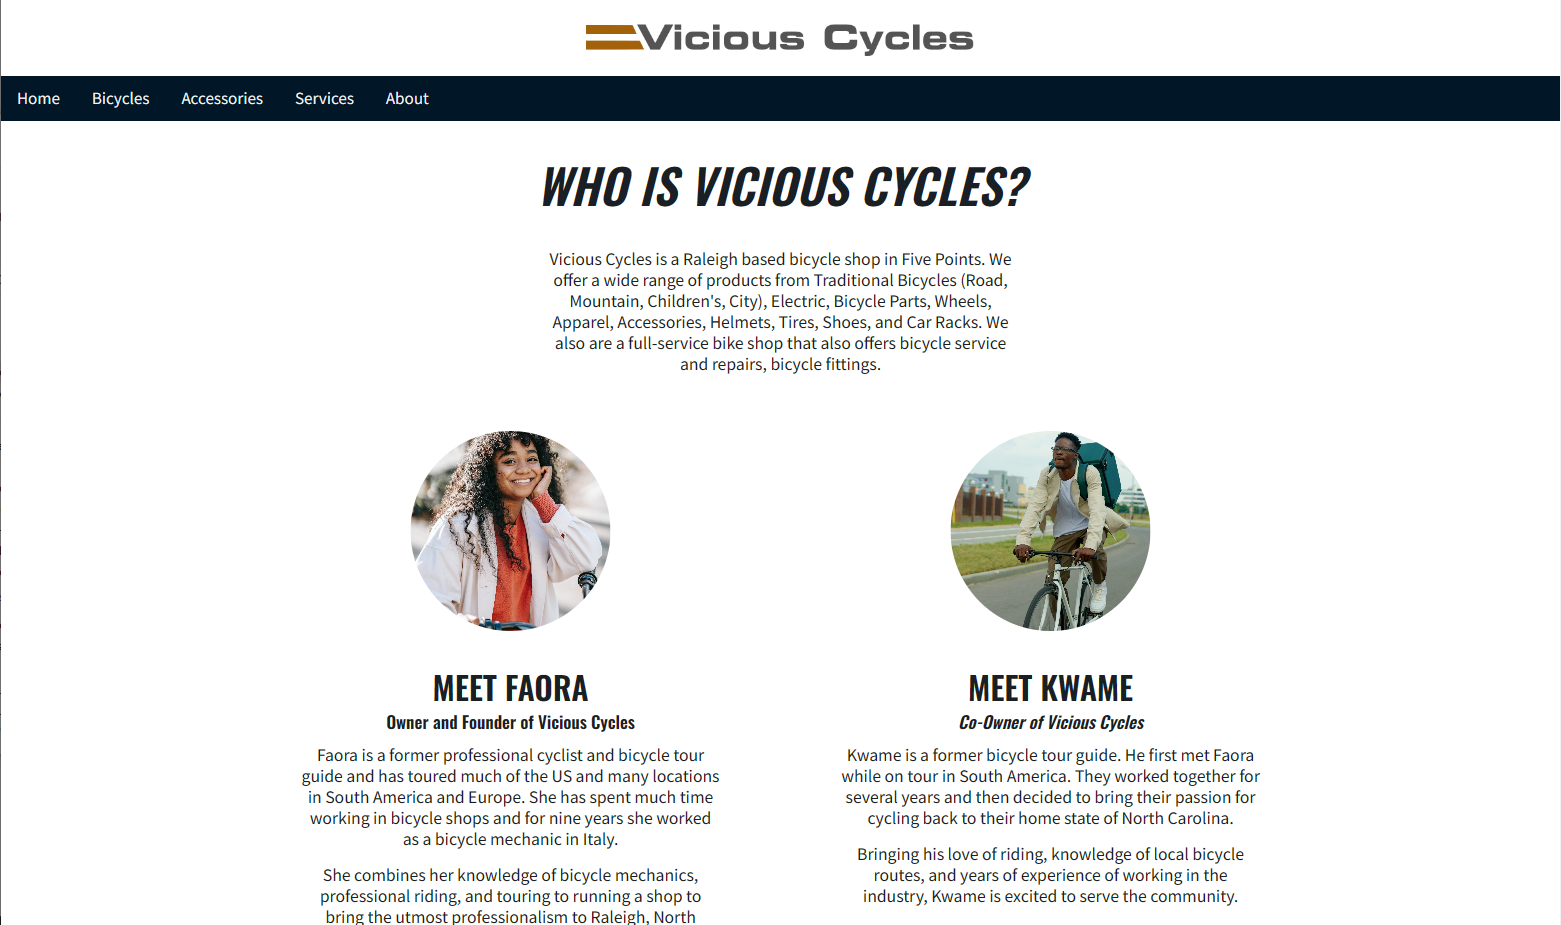 Vicious Cycles
Home Bicycles Accessories Services About
WHO IS VICIOUS CYCLES?
Vicious Cycles is a Raleigh based bicycle shop in Five Points. We
offer a wide range of products from Traditional Bicycles (Road,
Mountain, Children's, City), Electric, Bicycle Parts, Wheels,
Apparel, Accessories, Helmets, Tires, Shoes, and Car Racks. We
also are a full-service bike shop that also offers bicycle service
and repairs, bicycle fittings.
MEET FAORA
Owner and Founder of Vicious Cycles
Faora is a former professional cyclist and bicycle tour
guide and has toured much of the US and many locations
in South America and Europe. She has spent much time
working in bicycle shops and for nine years she worked
as a bicycle mechanic in Italy.
She combines her knowledge of bicycle mechanics,
professional riding, and touring to running a shop to
bring the utmost professionalism to Raleigh, North
MEET KWAME
Co-Owner of Vicious Cycles
Kwame is a former bicycle tour guide. He first met Faora
while on tour in South America. They worked together for
several years and then decided to bring their passion for
cycling back to their home state of North Carolina.
Bringing his love of riding, knowledge of local bicycle
routes, and years of experience of working in the
industry, Kwame is excited to serve the community.